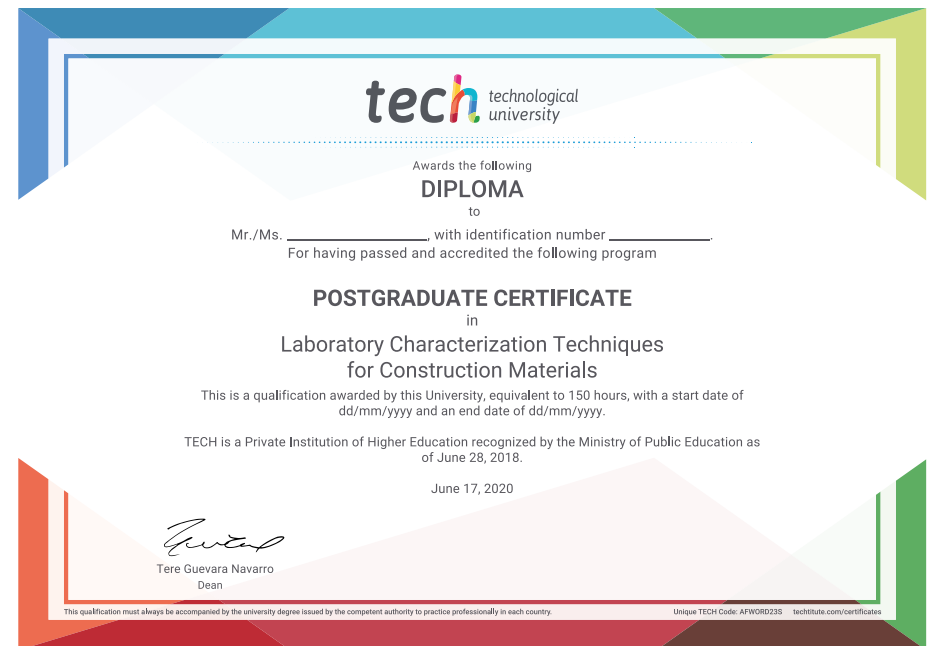 tech technological
university
Awards the following
DIPLOMA
to
Mr./Ms. ____________________, with identification number ______________.
For having passed and accredited the following program
POSTGRADUATE CERTIFICATE
in
Laboratory Characterization Techniques
for Construction Materials
This is a qualification awarded by this University, equivalent to 150 hours, with a start date of
dd/mm/yyyy and an end date of dd/mm/yyyy.
TECH is a Private Institution of Higher Education recognized by the Ministry of Public Education as
of June 28, 2018.
June 17, 2020
Tere Guevara Navarro
Dean
This qualification must always be accompanied by the university degree issued by the competent authority to practice professionally in each country.
Unique TECH Code: AFWORD23S techtitute.com/certificates